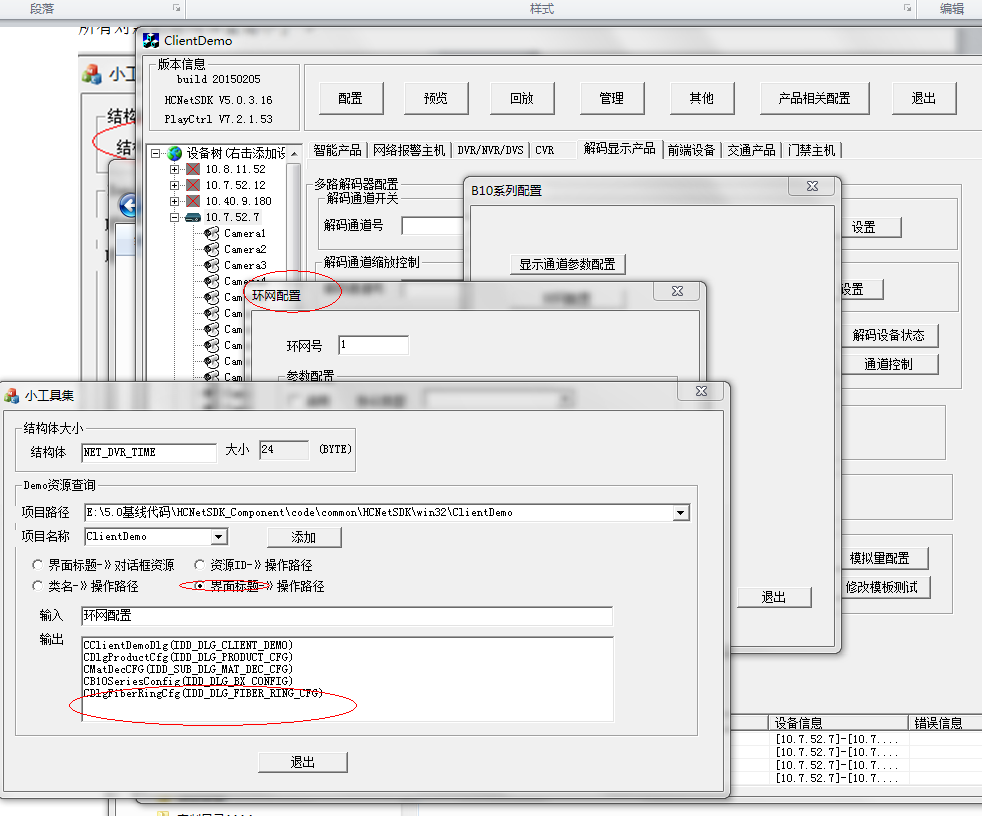 段落
样式
编辑
ClientDemo
版本信息
build 20150205
HCNetSDK V5.0.3.16
PlayCtrl V7.2.1.53
配置
预览
回放
管理
其他
产品相关配置
退出
小工
结构
结
设备树(右击添加设
10.8.11.52
10.7.52.12
10.40.9.180
10.7.52.7
Camera1
Camera2
Camera3
Camera4
Cam
Cam
Cam
Cam
Cam
Cam
智能产品
网络报警主机
DVR/NVR/DVS
CVR
解码显示产品
前端设备
交通产品
门禁主机
多路解码器配置
解码通道开关
解码通道号
解码通道缩放控制
设置
设置
解码设备状态
通道控制
模拟量配置
修改模板测试
B10系列配置
显示通道参数配置
退出
环网配置
环网号
1
参数配置
小工具集
结构体大小
结构体
NET_DVR_TIME
大小
24
(BYTE)
Demo资源查询
项目路径
E:\5.0基线代码\HCNetSDK_Component\code\common\HCNetSDK\win32\ClientDemo
项目名称
ClientDemo
添加
界面标题-》对话框资源
资源ID-》操作路径
类名-》操作路径
界面标题-》操作路径
输入
环网配置
输出
CClientDemoDlg(IDD_DLG_CLIENT_DEMO)
CDlgProductCfg(IDD_DLG_PRODUCT_CFG)
CMatDecCFG(IDD_SUB_DLG_MAT_DEC_CFG)
CB10SeriesConfig(IDD_DLG_BX_CONFIG)
CDlgFiberRingCfg(IDD_DLG_FIBER_RING_CFG)
退出
设备信息
错误信息
[10.7.52.7]-[10.7....
[10.7.52.7]-[10.7....
[10.7.52.7]-[10.7....
[10.7.52.7]-[10.7....